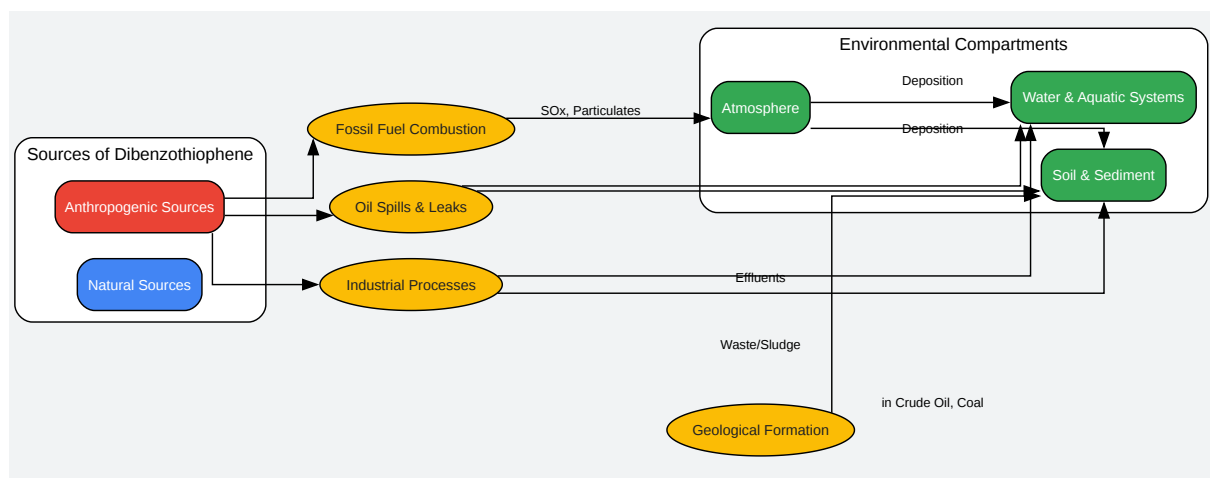 Environmental Compartments
Atmosphere
Deposition
Water & Aquatic Systems
Fossil Fuel Combustion
SOx, Particulates
Deposition
Sources of Dibenzothiophene
Soil & Sediment
Anthropogenic Sources
Oil Spills & Leaks
Natural Sources
Industrial Processes
Effluents
Waste/Sludge
in Crude Oil, Coal
Geological Formation